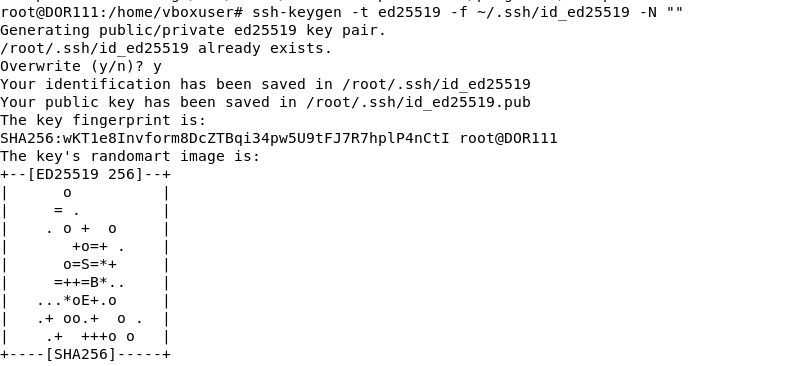 root@DOR111:/home/vboxuser# ssh-keygen -t ed25519 -f ~/.ssh/id_ed25519 -N ""
Generating public/private ed25519 key pair.
/root/.ssh/id_ed25519 already exists.
Overwrite (y/n)? y
Your identification has been saved in /root/.ssh/id_ed25519
Your public key has been saved in /root/.ssh/id_ed25519.pub
The key fingerprint is:
SHA256:wKT1e8Invform8DcZTBqi34pw5U9tFJ7R7hplP4nCtI root@DOR111
The key's randomart image is:
+--[ED25519 256]--+
|      o          |
|     = .         |
|    . o +  o     |
|       +o=+ .    |
|      o=S=*+     |
|     =++=B*..    |
|   ...*oE+.o     |
|   .+ oo.+  o .  |
|    .+  +++o o   |
+----[SHA256]-----+